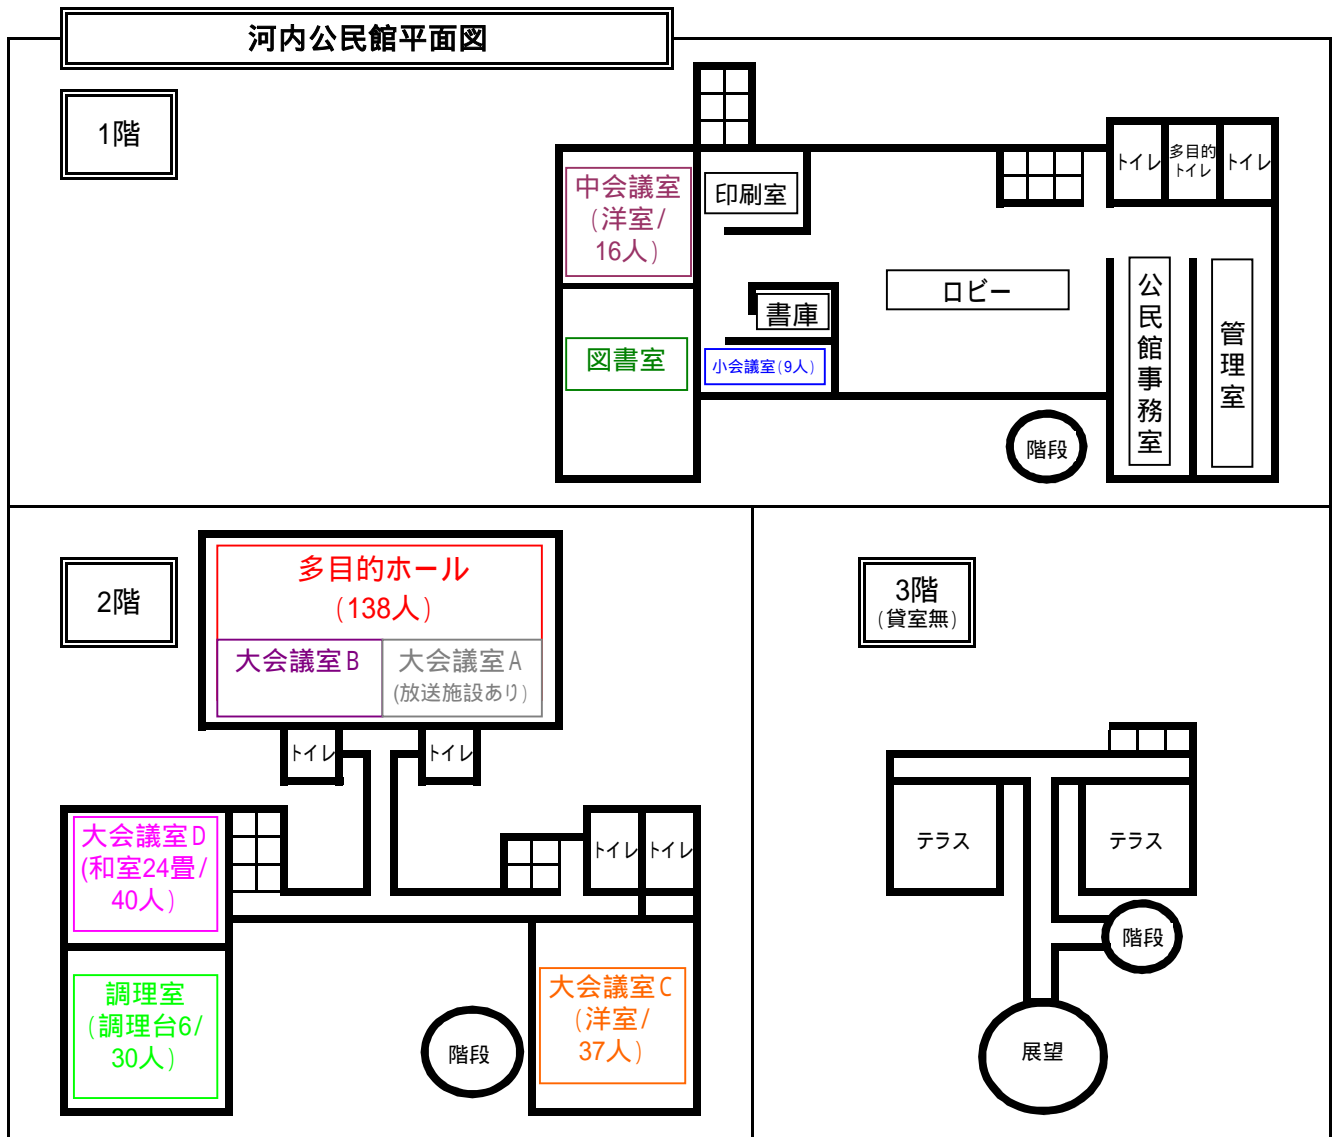 河内公民館平面図
1階
トイレ
多目的
トイレ
トイレ
中会議室
(洋室/
16人)
印刷室
ロビー
書庫
公民館事務室
管理室
図書室
小会議室(9人)
階段
2階
多目的ホール
(138人)
大会議室B
大会議室A
(放送施設あり)
トイレ
トイレ
大会議室D
(和室24畳/
40人)
トイレ
トイレ
調理室
(調理台6/
30人)
階段
大会議室C
(洋室/
37人)
3階
(貸室無)
テラス
テラス
階段
展望